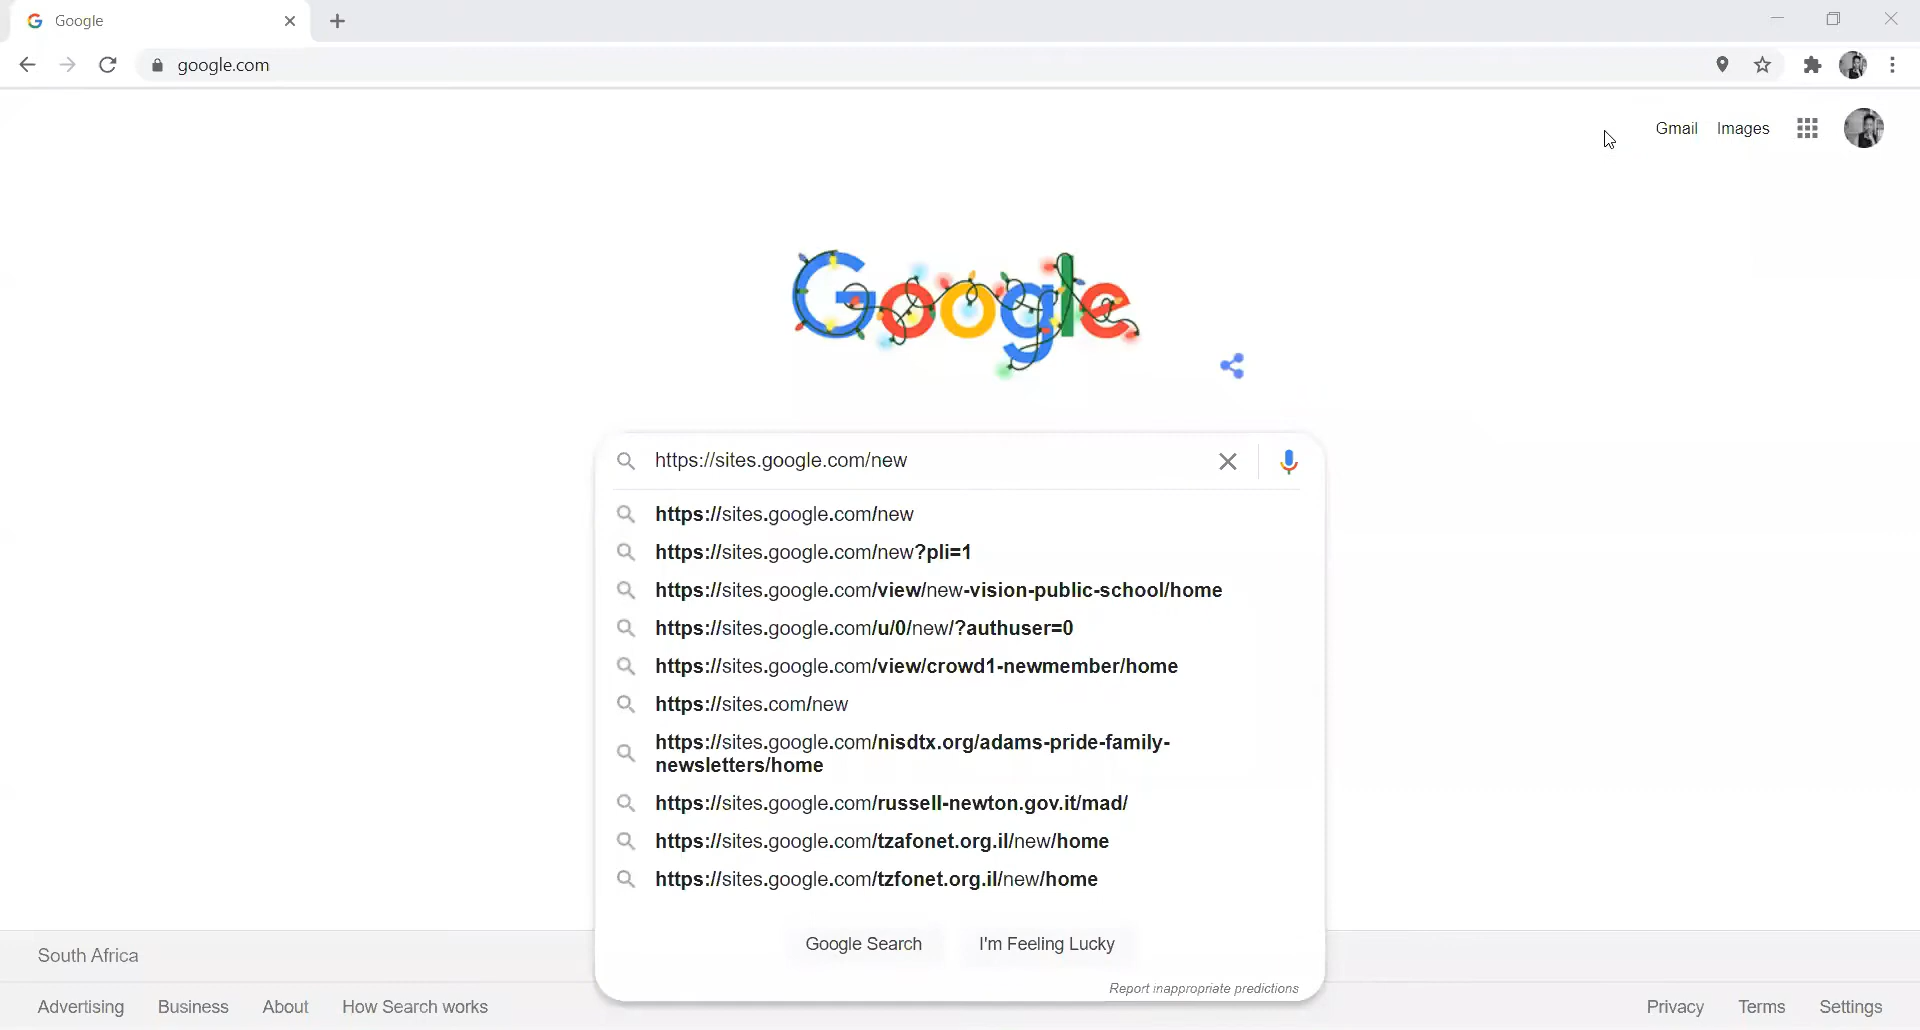 Google
google.com
Gmail Images
Google
https://sites.google.com/new
https://sites.google.com/new
https://sites.google.com/new?pli=1
https://sites.google.com/view/new-vision-public-school/home
https://sites.google.com/u/0/new/?authuser=0
https://sites.google.com/view/crowd1-newmember/home
https://sites.com/new
https://sites.google.com/nisdtx.org/adams-pride-family-
newsletters/home
https://sites.google.com/russell-newton.gov.it/mad/
https://sites.google.com/tzafonet.org.il/new/home
https://sites.google.com/tzfonet.org.il/new/home
Google Search I'm Feeling Lucky
Report inappropriate predictions
South Africa
Advertising Business About How Search works Privacy Terms Settings